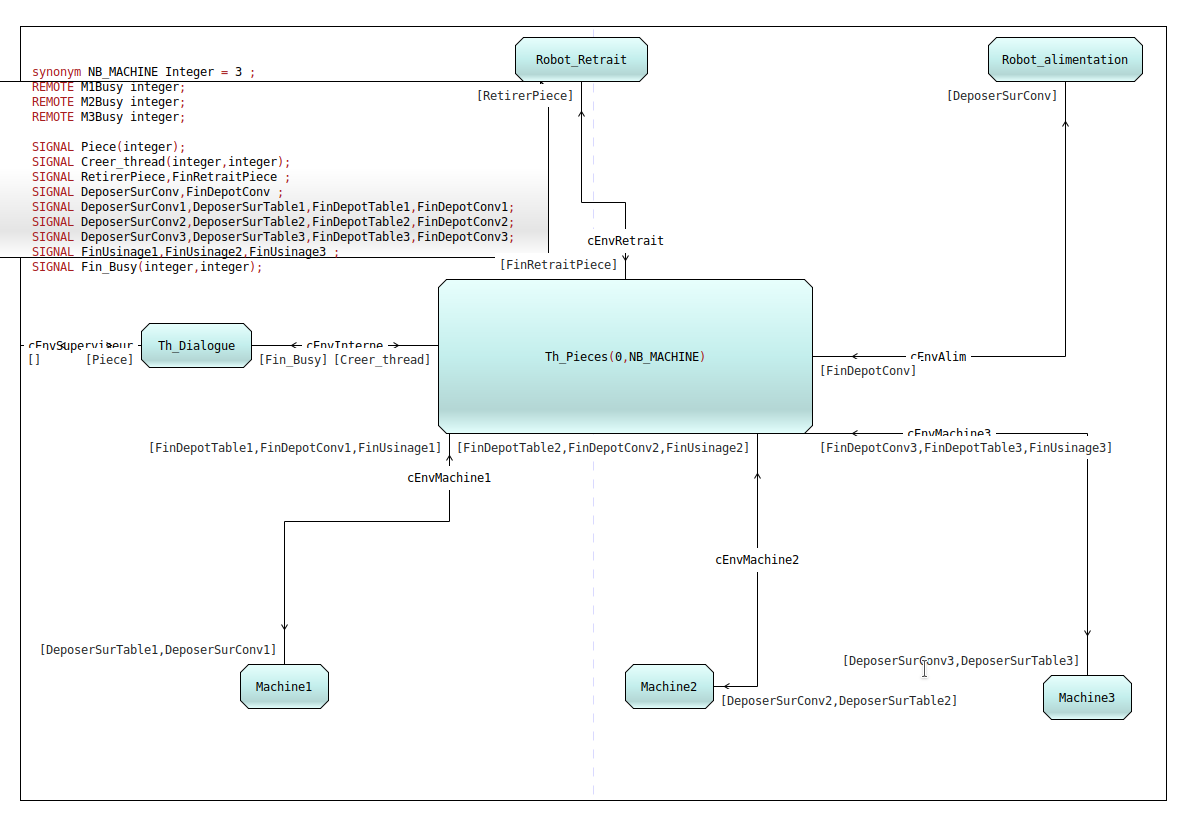 Robot_Retrait
Robot_alimentation
synonym NB_MACHINE Integer = 3 ;
REMOTE M1Busy integer;
REMOTE M2Busy integer;
REMOTE M3Busy integer;
SIGNAL Piece(integer);
SIGNAL Creer_thread(integer,integer);
SIGNAL RetirerPiece,FinRetraitPiece ;
SIGNAL DeposerSurConv,FinDepotConv ;
SIGNAL DeposerSurConv1,DeposerSurTable1,FinDepotTable1,FinDepotConv1;
SIGNAL DeposerSurConv2,DeposerSurTable2,FinDepotTable2,FinDepotConv2;
SIGNAL DeposerSurConv3,DeposerSurTable3,FinDepotTable3,FinDepotConv3;
SIGNAL FinUsinage1,FinUsinage2,FinUsinage3 ;
SIGNAL Fin_Busy(integer,integer);
[RetirerPiece]
[DeposerSurConv]
cEnvRetrait
[FinRetraitPiece]
cEnvSuperviseur
[]
[Piece]
Th_Dialogue
cEnvInterne
[Fin_Busy]
[Creer_thread]
Th_Pieces(0,NB_MACHINE)
cEnvAlim
[FinDepotConv]
cEnvMachine3
[FinDepotTable1,FinDepotConv1,FinUsinage1]
[FinDepotTable2,FinDepotConv2,FinUsinage2]
[FinDepotConv3,FinDepotTable3,FinUsinage3]
cEnvMachine1
cEnvMachine2
[DeposerSurTable1,DeposerSurConv1]
[DeposerSurConv3,DeposerSurTable3]
Machine1
Machine2
[DeposerSurConv2,DeposerSurTable2]
Machine3